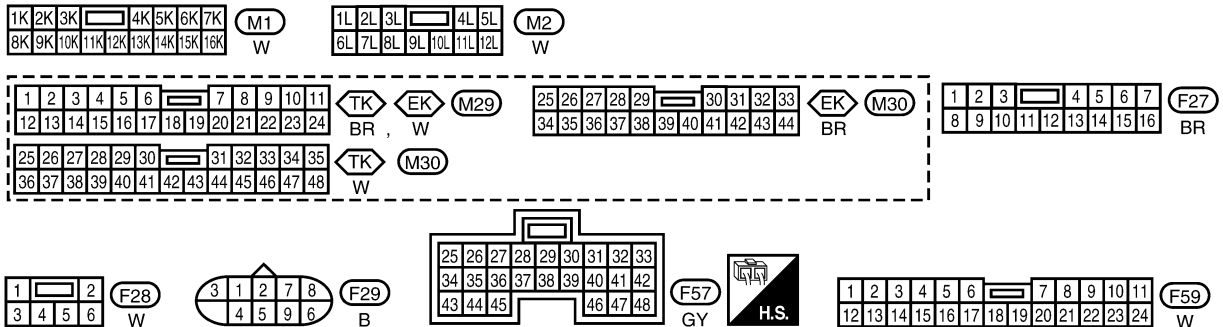 1K 2K 3K 4K 5K 6K 7K M1
8K 9K 10K 11K 12K 13K 14K 15K 16K W
1L 2L 3L 4L 5L M2
6L 7L 8L 9L 10L 11L 12L W
1 2 3 4 5 6 7 8 9 10 11 TK EK M29
12 13 14 15 16 17 18 19 20 21 22 23 24 BR , W
25 26 27 28 29 30 31 32 33 EK M30
34 35 36 37 38 39 40 41 42 43 44 BR
1 2 3 4 5 6 7 F27
8 9 10 11 12 13 14 15 16 BR
25 26 27 28 29 30 31 32 33 34 35 TK M30
36 37 38 39 40 41 42 43 44 45 46 47 48 W
1 2 F28
3 4 5 6 W
3 1 2 7 8 F29
4 5 9 6 B
25 26 27 28 29 30 31 32 33
34 35 36 37 38 39 40 41 42 F57
43 44 45 46 47 48 GY
H.S.
1 2 3 4 5 6 7 8 9 10 11 F59
12 13 14 15 16 17 18 19 20 21 22 23 24 W